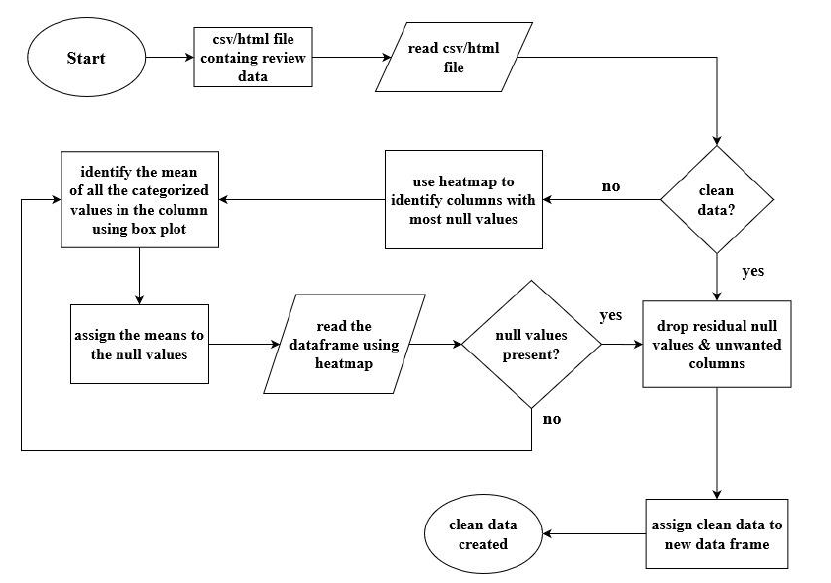 Start
csv/html file
containg review
data
read csv/html
file
clean
data?
no
yes
use heatmap to
identify columns with
most null values
identify the mean
of all the categorized
values in the column
using box plot
assign the means to
the null values
read the
dataframe using
heatmap
null values
present?
yes
no
drop residual null
values & unwanted
columns
assign clean data to
new data frame
clean data
created